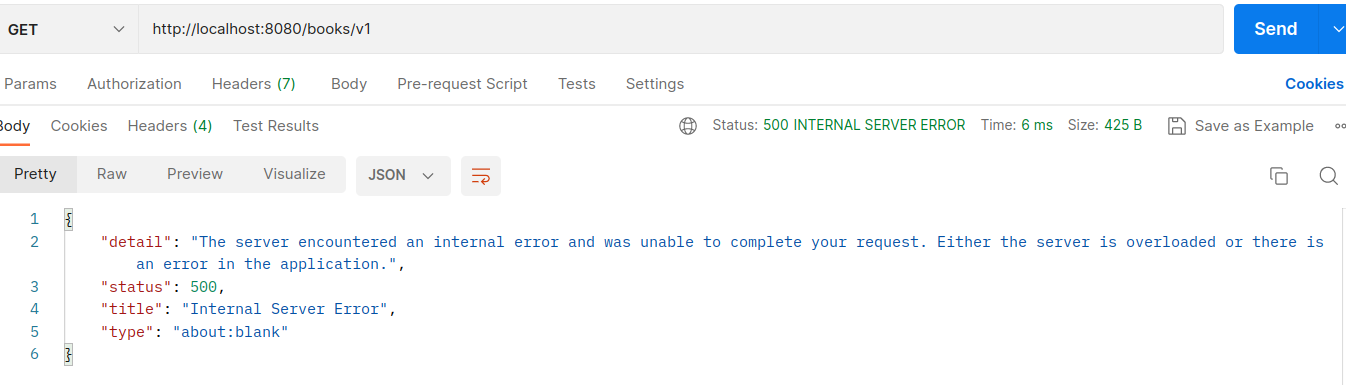 GET http://localhost:8080/books/v1 Send
Params Authorization Headers (7) Body Pre-request Script Tests Settings Cookies
Body Cookies Headers (4) Test Results Status: 500 INTERNAL SERVER ERROR Time: 6 ms Size: 425 B Save as Example
Pretty Raw Preview Visualize JSON
1 {
2 "detail": "The server encountered an internal error and was unable to complete your request. Either the server is overloaded or there is
an error in the application.",
3 "status": 500,
4 "title": "Internal Server Error",
5 "type": "about:blank"
6 }